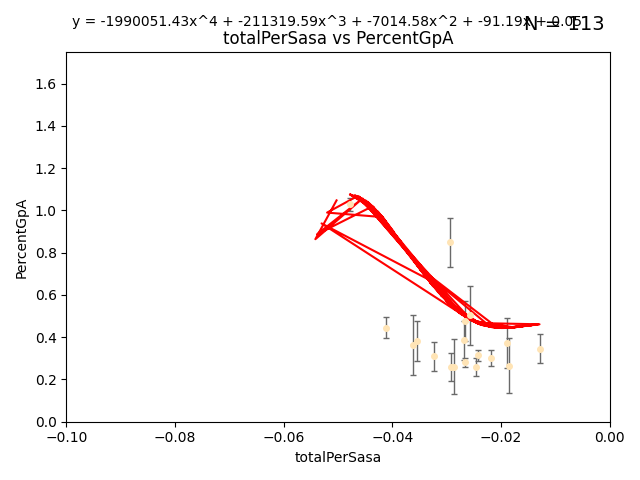 y = -1990051.43x^4 + -211319.59x^3 + -7014.58x^2 + -91.19x + 0.05
N = 113
totalPerSasa vs PercentGpA
PercentGpA
1.6
1.4
1.2
1.0
0.8
0.6
0.4
0.2
0.0
−0.10 −0.08 −0.06 −0.04 −0.02 0.00
totalPerSasa